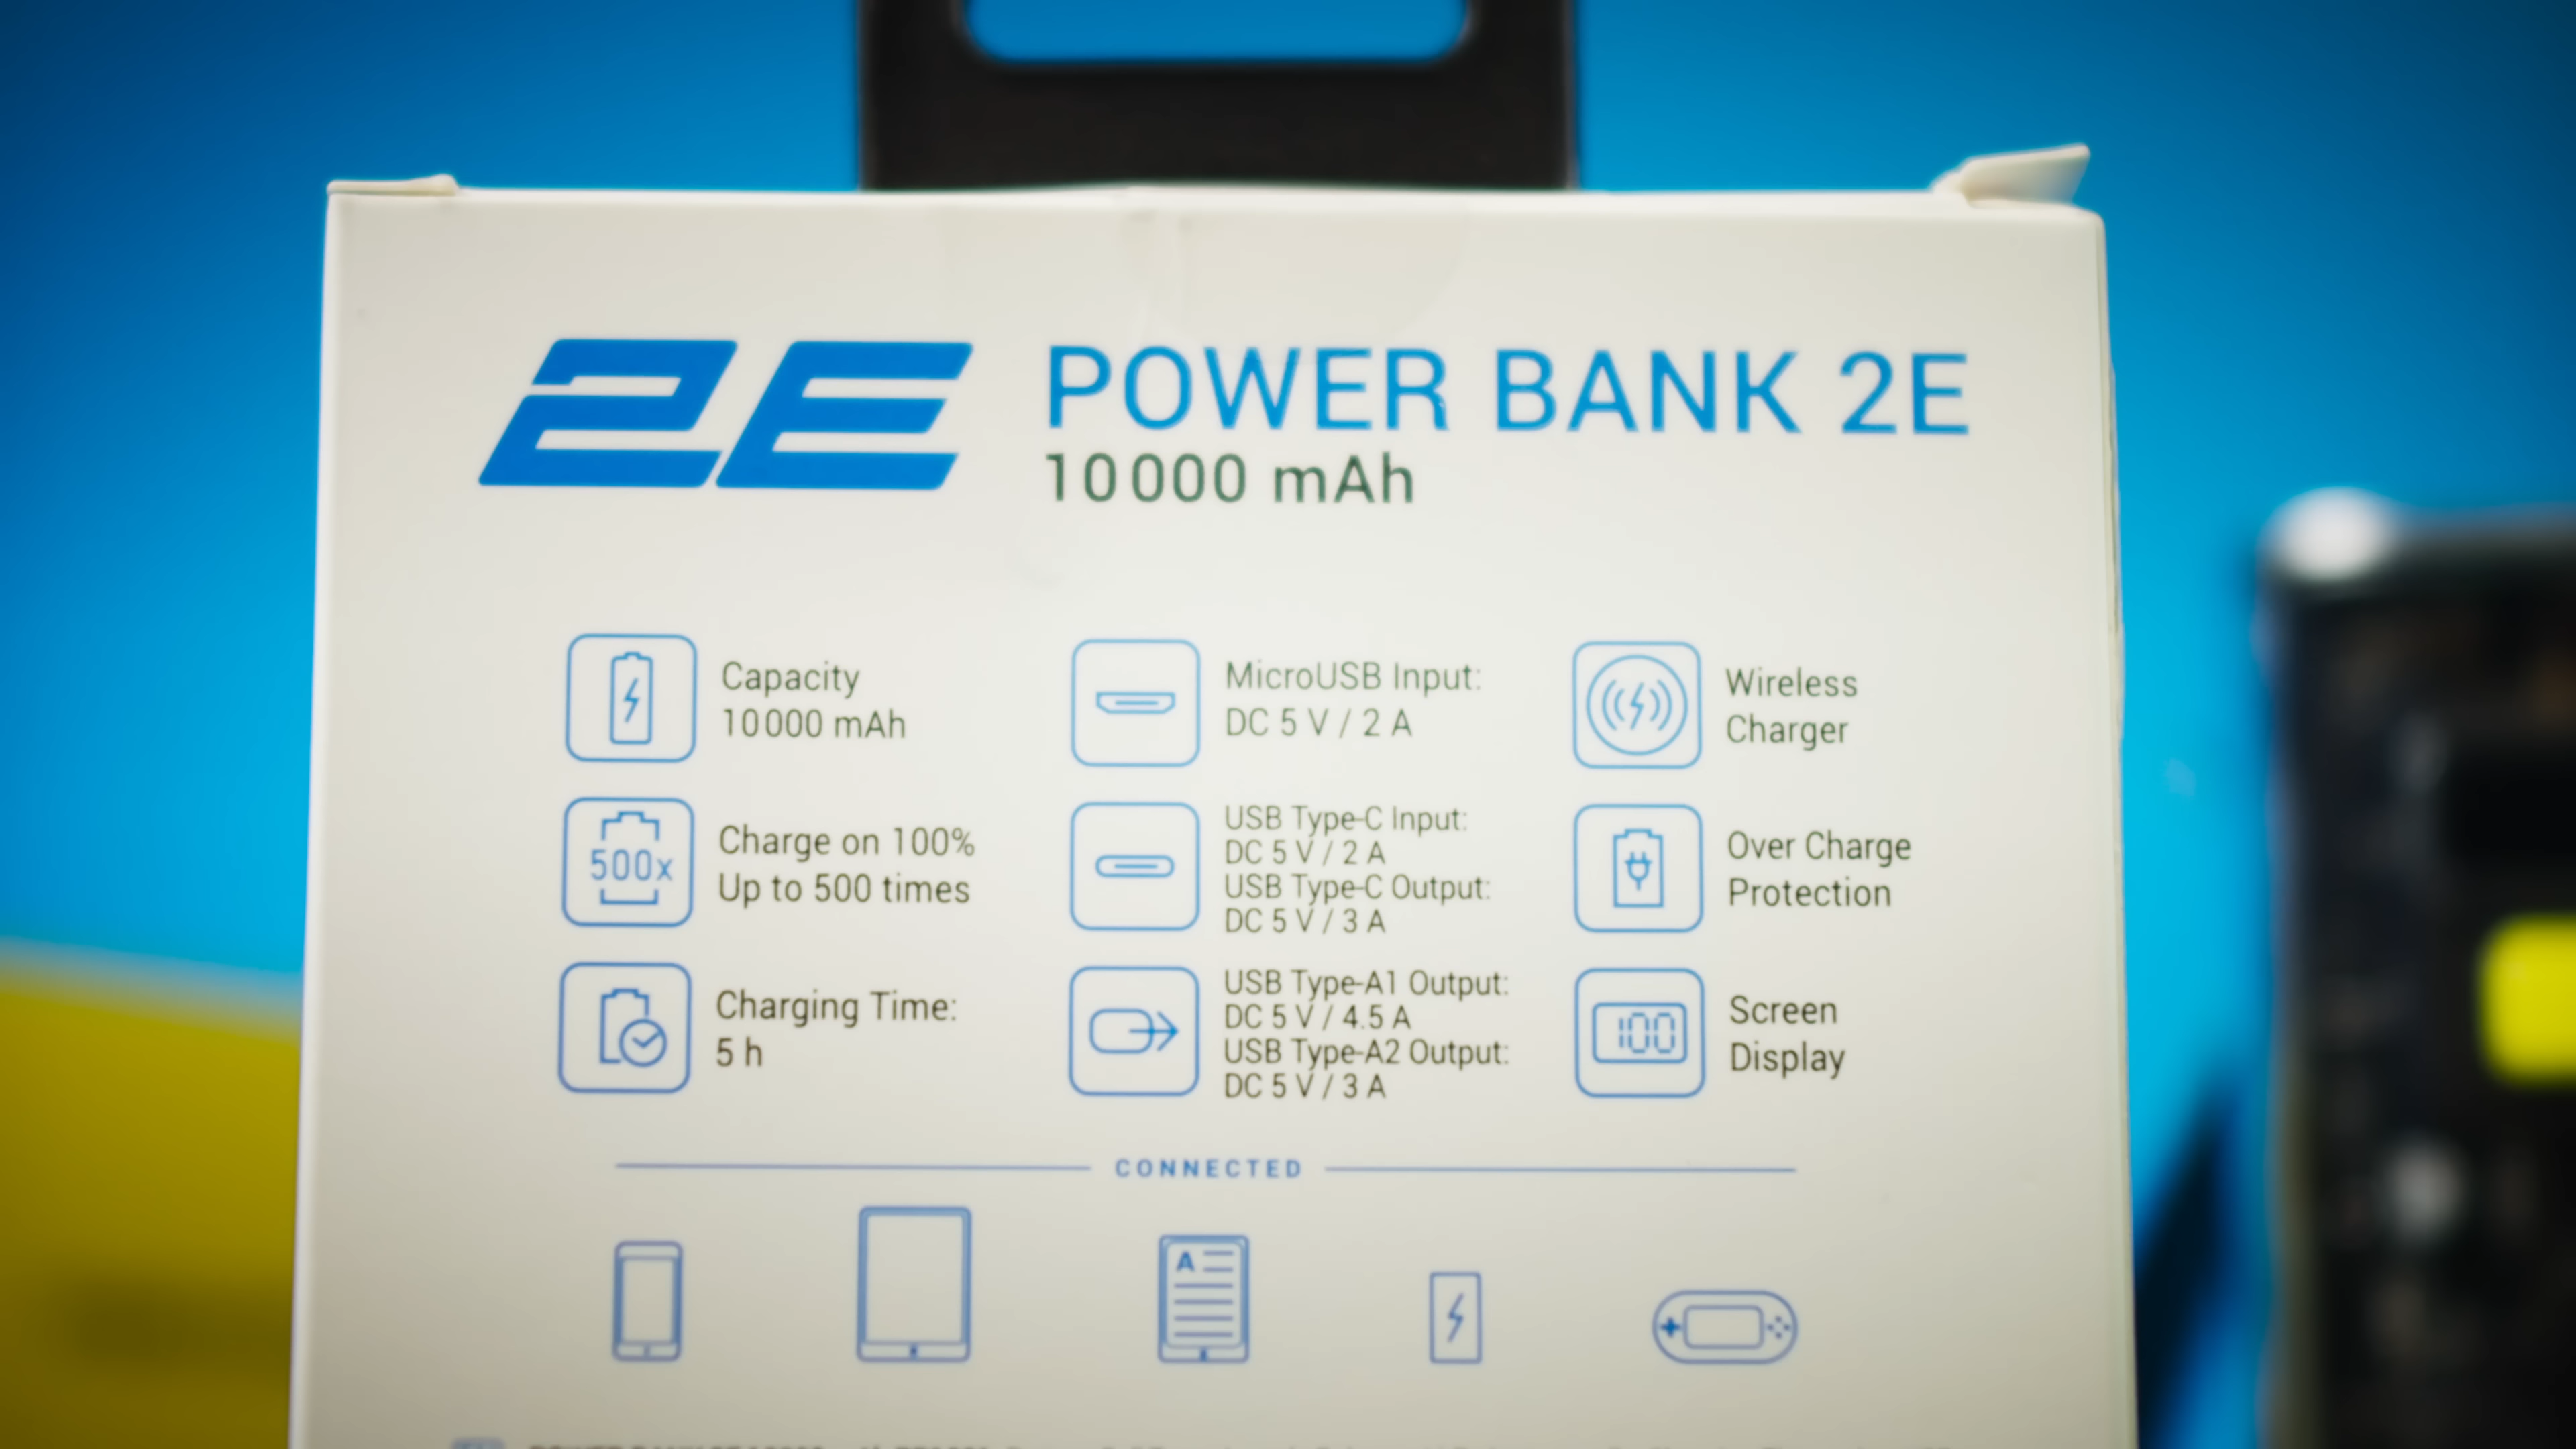 2E
POWER BANK 2E
10000 mAh
Capacity
10000 mAh
MicroUSB Input:
DC 5 V / 2 A
Wireless
Charger
500x
Charge on 100%
Up to 500 times
USB Type-C Input:
DC 5 V / 2 A
USB Type-C Output:
DC 5 V / 3 A
Over Charge
Protection
Charging Time:
5 h
USB Type-A1 Output:
DC 5 V / 4.5 A
USB Type-A2 Output:
DC 5 V / 3 A
100
Screen
Display
CONNECTED
A